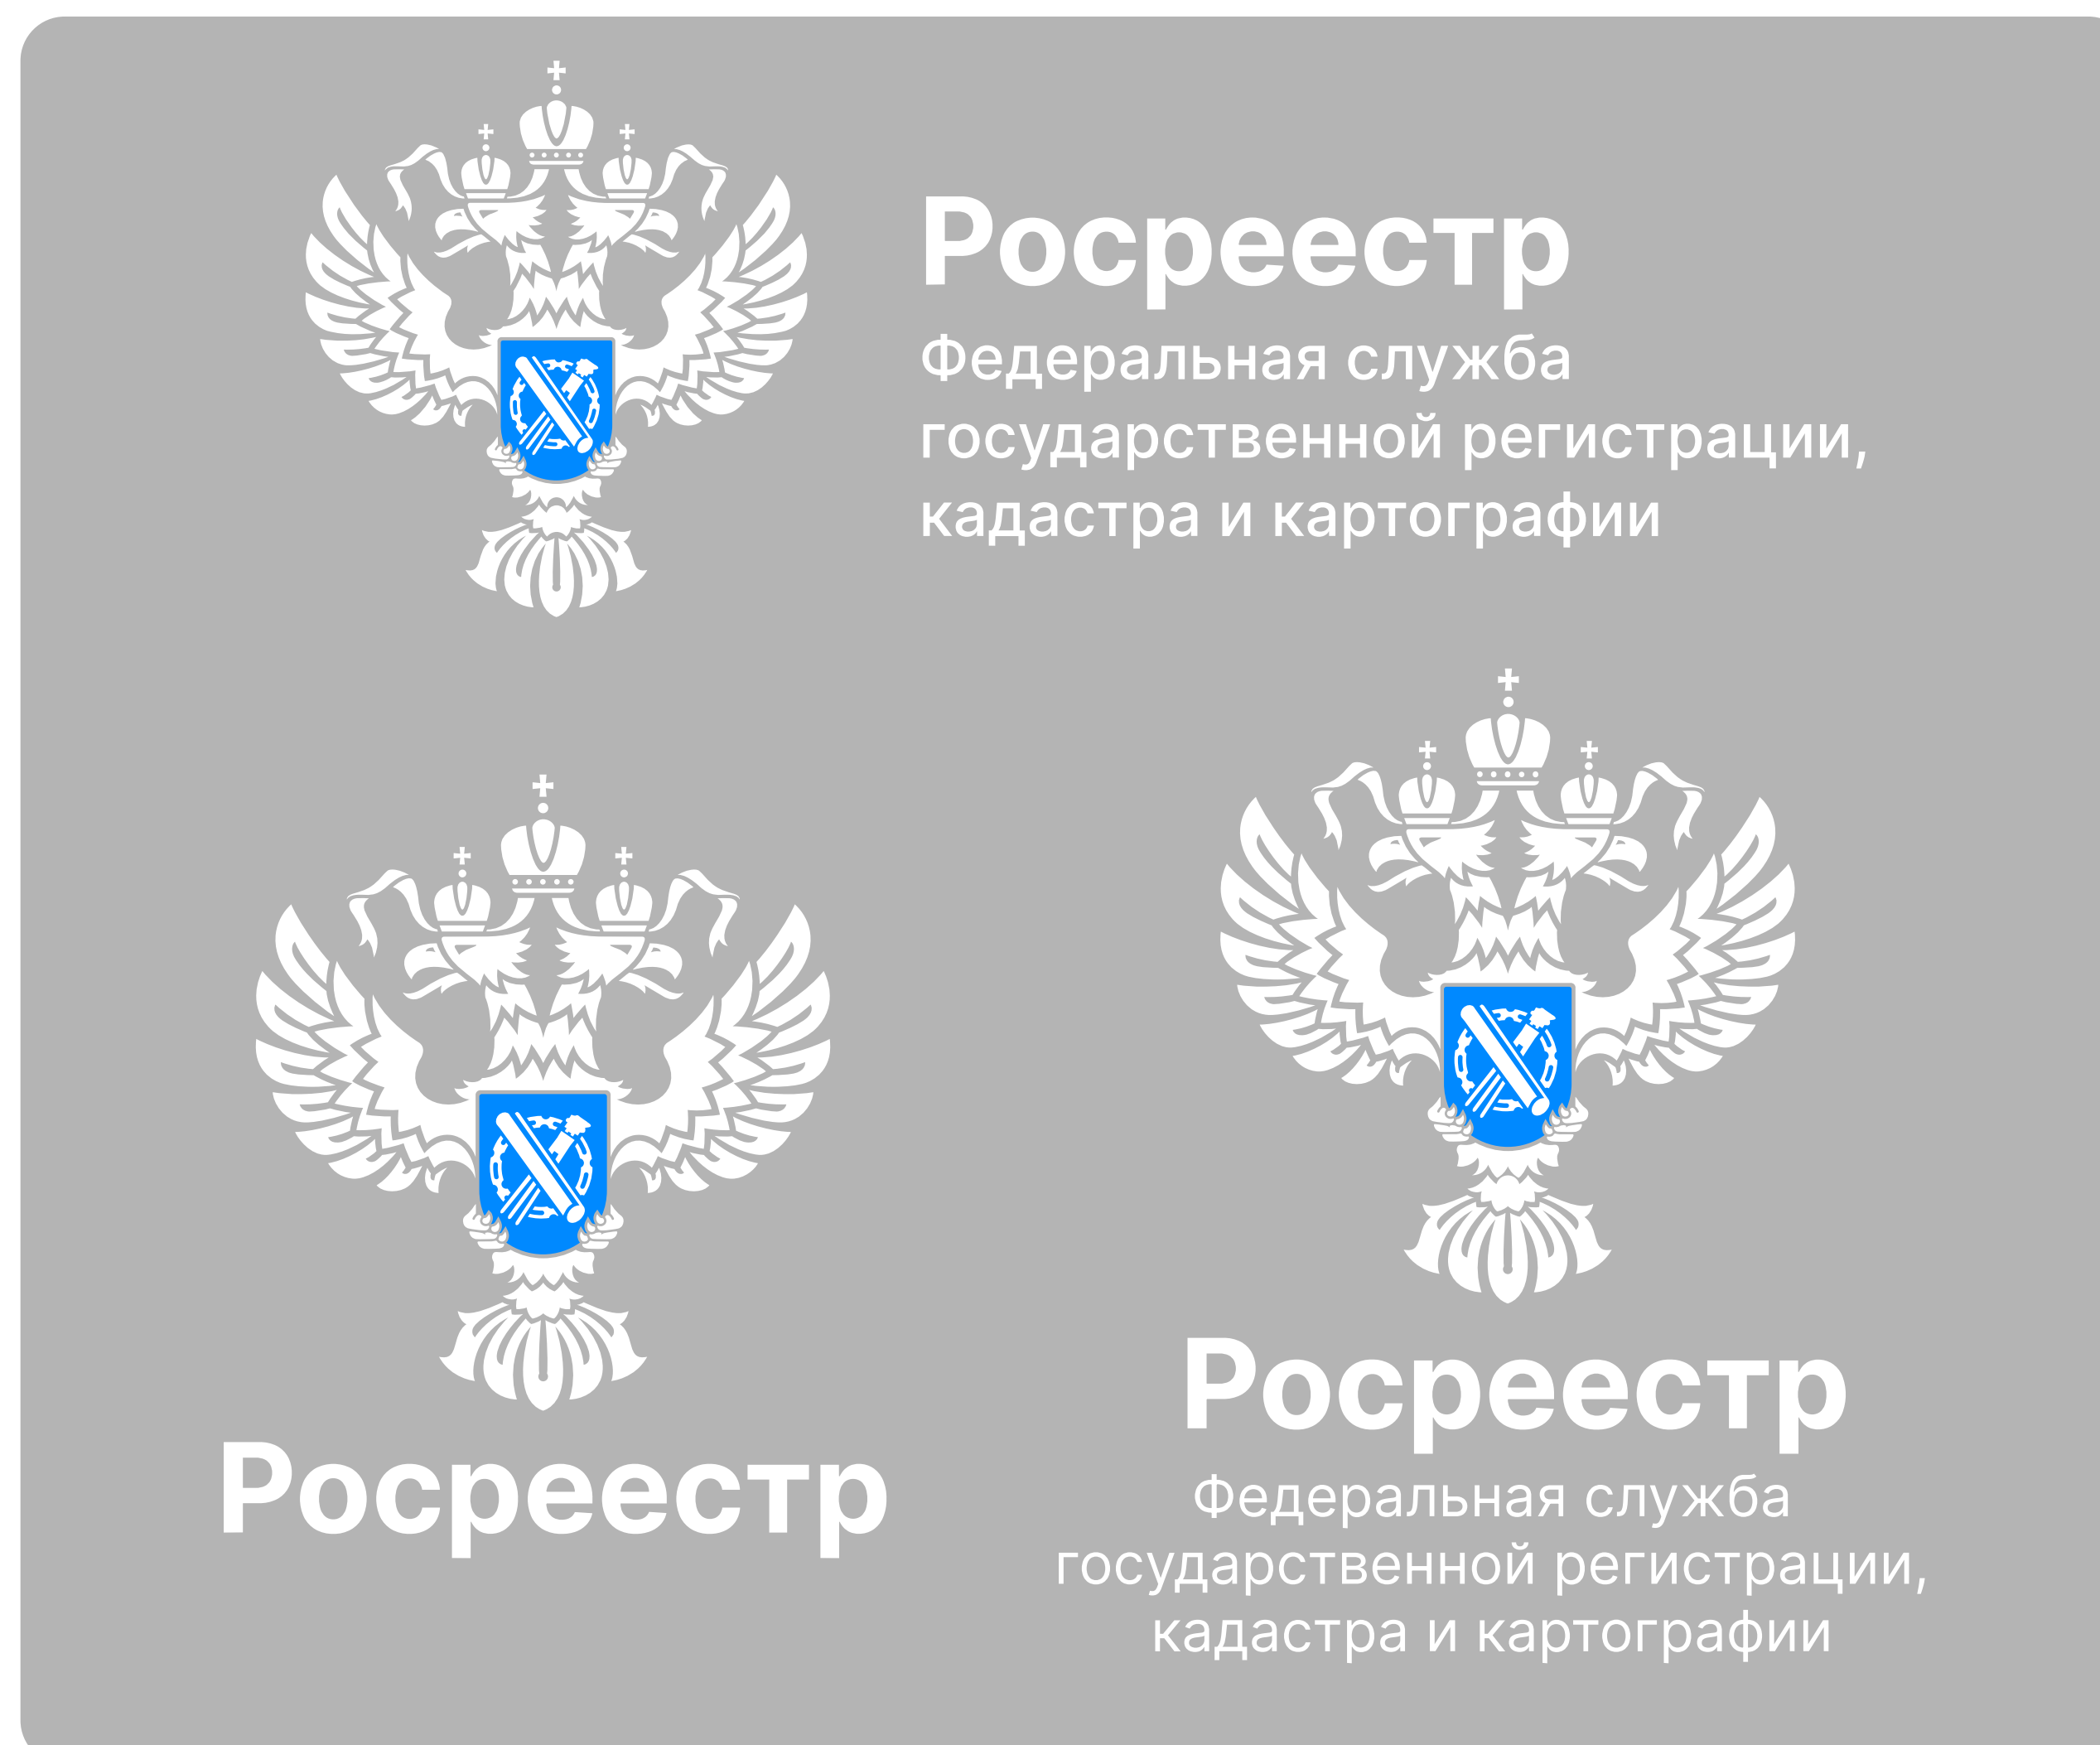 Росреестр
Федеральная служба
государственной регистрации,
кадастра и картографии
Росреестр
Росреестр
Федеральная служба
государственной регистрации,
кадастра и картографии